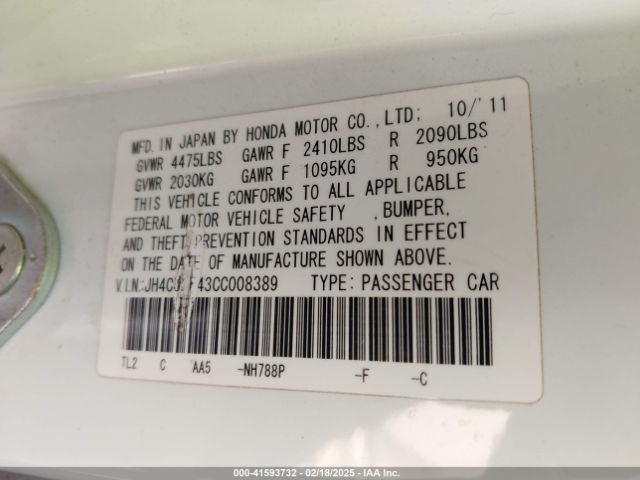 MFD. IN JAPAN BY HONDA MOTOR CO.,LTD; 10/'11
GVWR 4475LBS GAWR F 2410LBS R 2090LBS
GVWR 2030KG GAWR F 1095KG R 950KG
THIS VEHICLE CONFORMS TO ALL APPLICABLE
FEDERAL MOTOR VEHICLE SAFETY , BUMPER,
AND THEFT PREVENTION STANDARDS IN EFFECT
ON THE DATE OF MANUFACTURE SHOWN ABOVE.
V.I.N: TYPE: PASSENGER CAR
TL2 C AA5 -NH788P -F -C
000-41593732 — 02/18/2025 — IAA Inc.